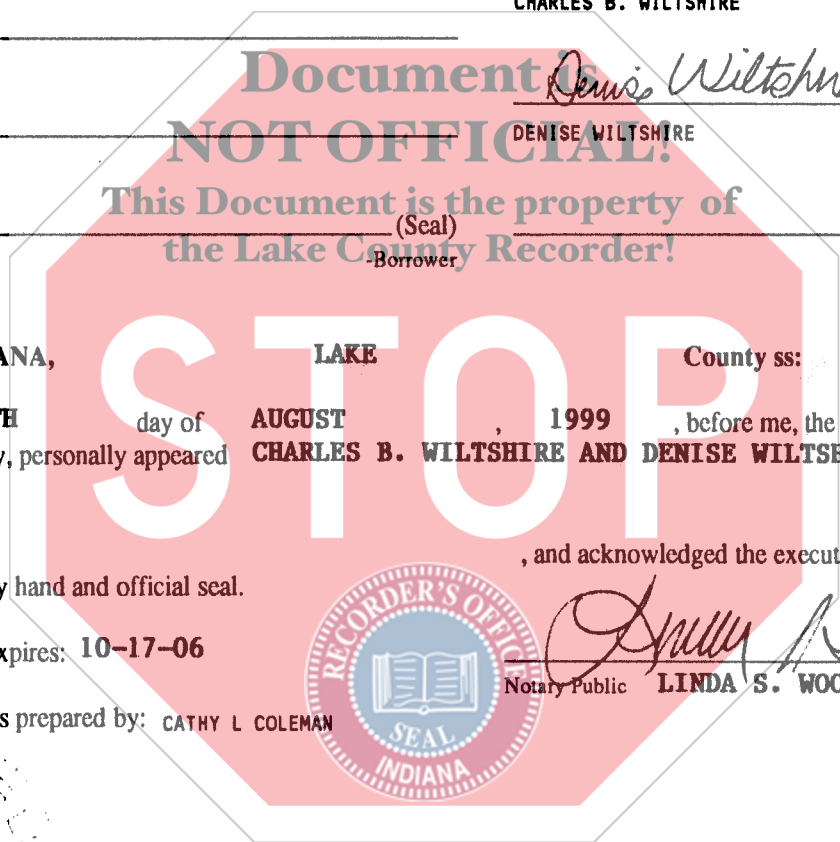 CHARLES B. WILTSHIRE
Document is
Denise Wiltshi
NOT OFFICIAL!
DENISE WILTSHIRE
This Document is the property of
(Seal)
the Lake County Recorder!
-Borrower
STOP
ANA, LAKE County ss:
H day of AUGUST , 1999 , before me, the
, personally appeared CHARLES B. WILTSHIRE AND DENISE WILTSH
, and acknowledged the execut
y hand and official seal.
xpires: 10-17-06
RECORDER'S OFFICE
SEAL
INDIANA
Notary Public LINDA S. WOO
s prepared by: CATHY L COLEMAN